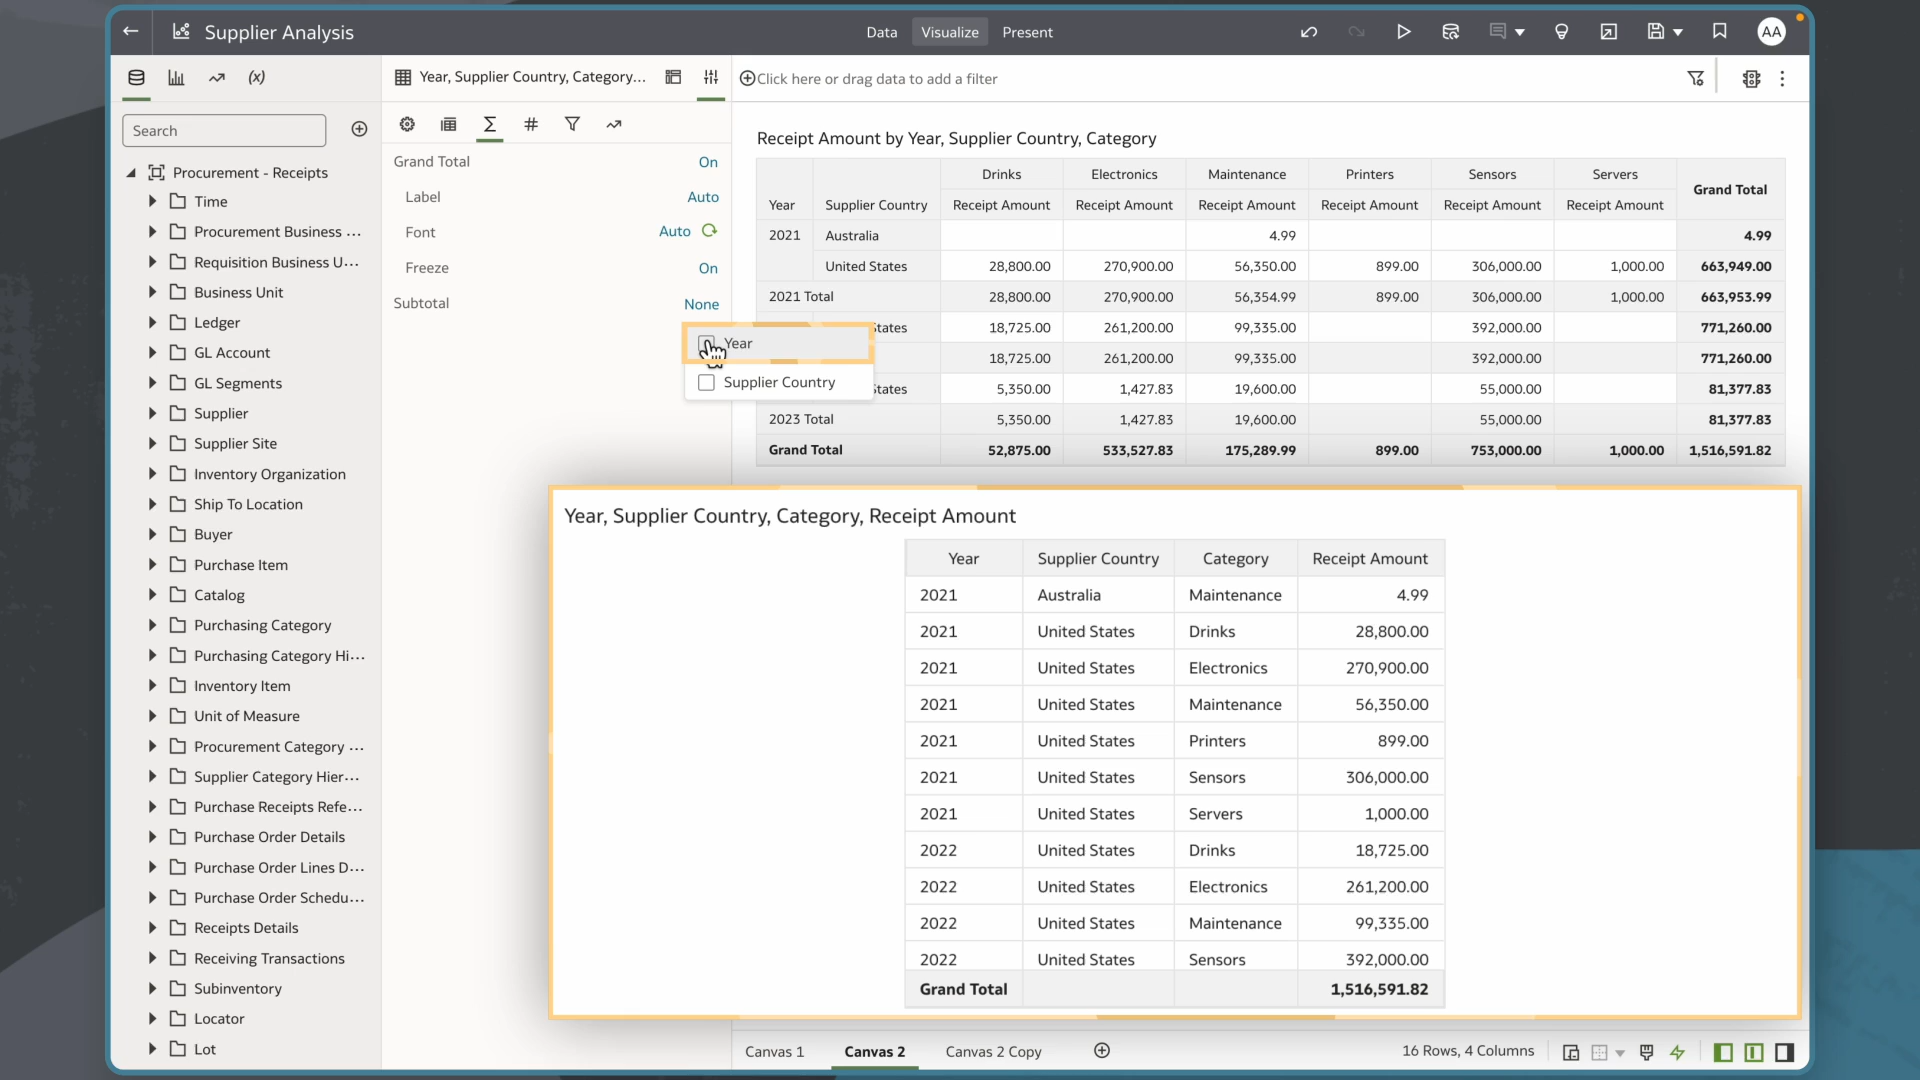 Supplier Analysis
Data Visualize Present
AA
(x)
Search
Procurement - Receipts
Time
Procurement Business ...
Requisition Business U...
Business Unit
Ledger
GL Account
GL Segments
Supplier
Supplier Site
Inventory Organization
Ship To Location
Buyer
Purchase Item
Catalog
Purchasing Category
Purchasing Category Hi...
Inventory Item
Unit of Measure
Procurement Category ...
Supplier Category Hier...
Purchase Receipts Refe...
Purchase Order Details
Purchase Order Lines D...
Purchase Order Schedu...
Receipts Details
Receiving Transactions
Subinventory
Locator
Lot
Year, Supplier Country, Category...
Grand Total On
Label Auto
Font Auto
Freeze On
Subtotal None
Year
Supplier Country
Click here or drag data to add a filter
Receipt Amount by Year, Supplier Country, Category
Drinks Electronics Maintenance Printers Sensors Servers Grand Total
Year Supplier Country Receipt Amount Receipt Amount Receipt Amount Receipt Amount Receipt Amount Receipt Amount
2021 Australia 4.99 4.99
United States 28,800.00 270,900.00 56,350.00 899.00 306,000.00 1,000.00 663,949.00
2021 Total 28,800.00 270,900.00 56,354.99 899.00 306,000.00 1,000.00 663,953.99
States 18,725.00 261,200.00 99,335.00 392,000.00 771,260.00
18,725.00 261,200.00 99,335.00 392,000.00 771,260.00
States 5,350.00 1,427.83 19,600.00 55,000.00 81,377.83
2023 Total 5,350.00 1,427.83 19,600.00 55,000.00 81,377.83
Grand Total 52,875.00 533,527.83 175,289.99 899.00 753,000.00 1,000.00 1,516,591.82
Year, Supplier Country, Category, Receipt Amount
Year Supplier Country Category Receipt Amount
2021 Australia Maintenance 4.99
2021 United States Drinks 28,800.00
2021 United States Electronics 270,900.00
2021 United States Maintenance 56,350.00
2021 United States Printers 899.00
2021 United States Sensors 306,000.00
2021 United States Servers 1,000.00
2022 United States Drinks 18,725.00
2022 United States Electronics 261,200.00
2022 United States Maintenance 99,335.00
2022 United States Sensors 392,000.00
Grand Total 1,516,591.82
Canvas 1 Canvas 2 Canvas 2 Copy
16 Rows, 4 Columns